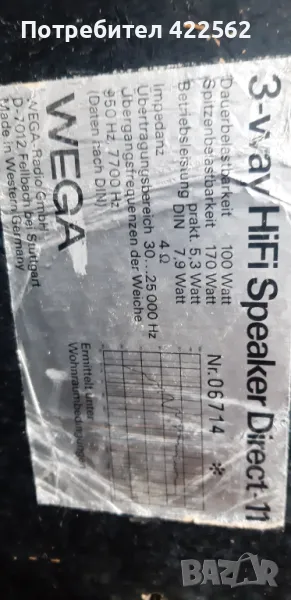 Потребител 422562
3-way HiFi Speaker Direct-11
Dauerbelastbarkeit 100 Watt
Spitzenbelastbarkeit 170 Watt
prakt. 5,3 Watt
Betriebsleistung DIN 7,9 Watt
Impedanz 4 Ω
Übertragungsbereich 30...25 000 Hz
Übergangsfrequenzen der Weiche
850 Hz / 7700 Hz
(Daten nach DIN)
Nr. 06714 *
Ermittelt unter
Wohnraumbedingungen
WEGA
WEGA-Radio GmbH
D-7012 Fellbach bei Stuttgart
Made in Western Germany
BAZAR